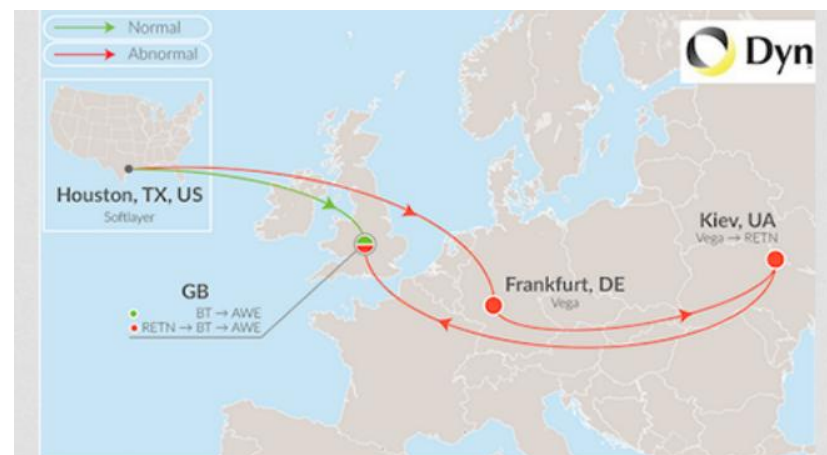 Normal
Abnormal
Dyn
Houston, TX, US
Softlayer
Kiev, UA
Vega → RETN
Frankfurt, DE
Vega
GB
BT → AWE
RETN → BT → AWE